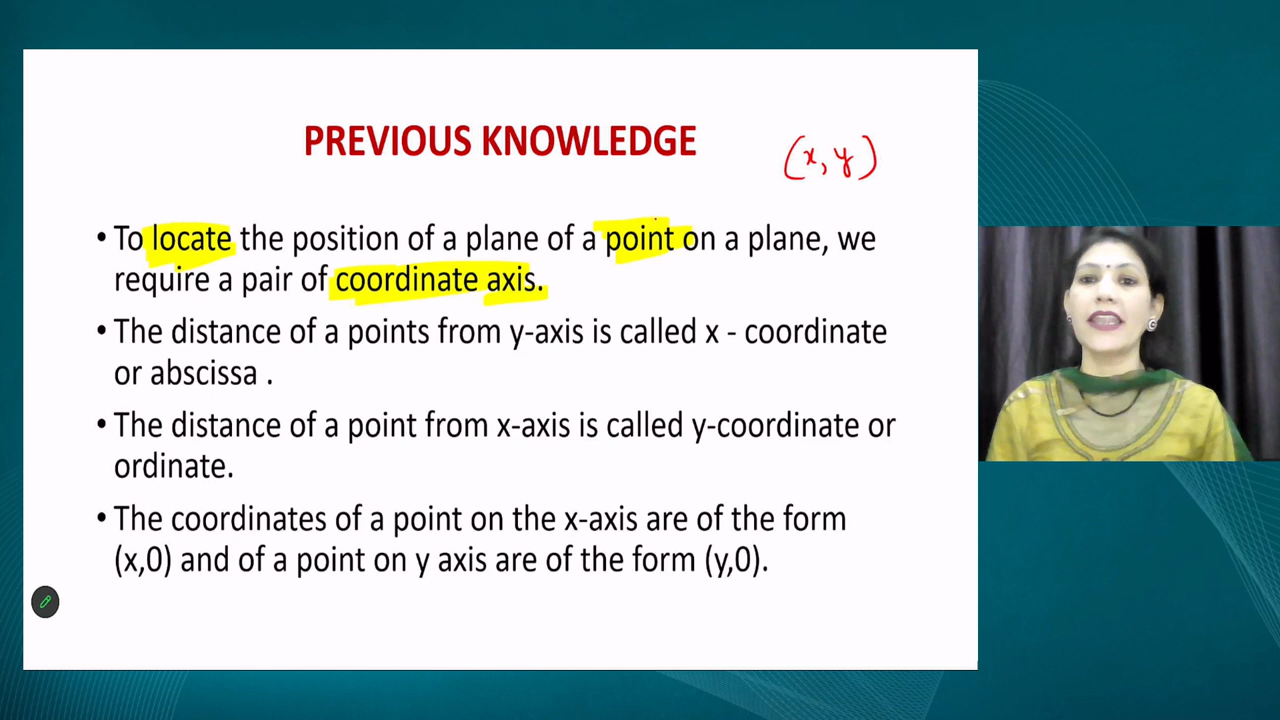 PREVIOUS KNOWLEDGE
(x, y)
• To locate the position of a plane of a point on a plane, we
require a pair of coordinate axis.
• The distance of a points from y-axis is called x - coordinate
or abscissa .
• The distance of a point from x-axis is called y-coordinate or
ordinate.
• The coordinates of a point on the x-axis are of the form
(x,0) and of a point on y axis are of the form (y,0).